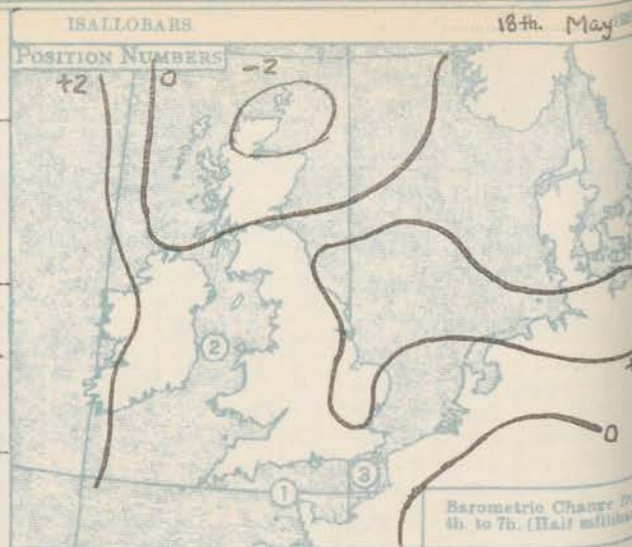 ISALLOBARS
18th. May
POSITION NUMBERS
+2
0
-2
2
0
1
3
Barometric Change
4h. to 7h. (Half